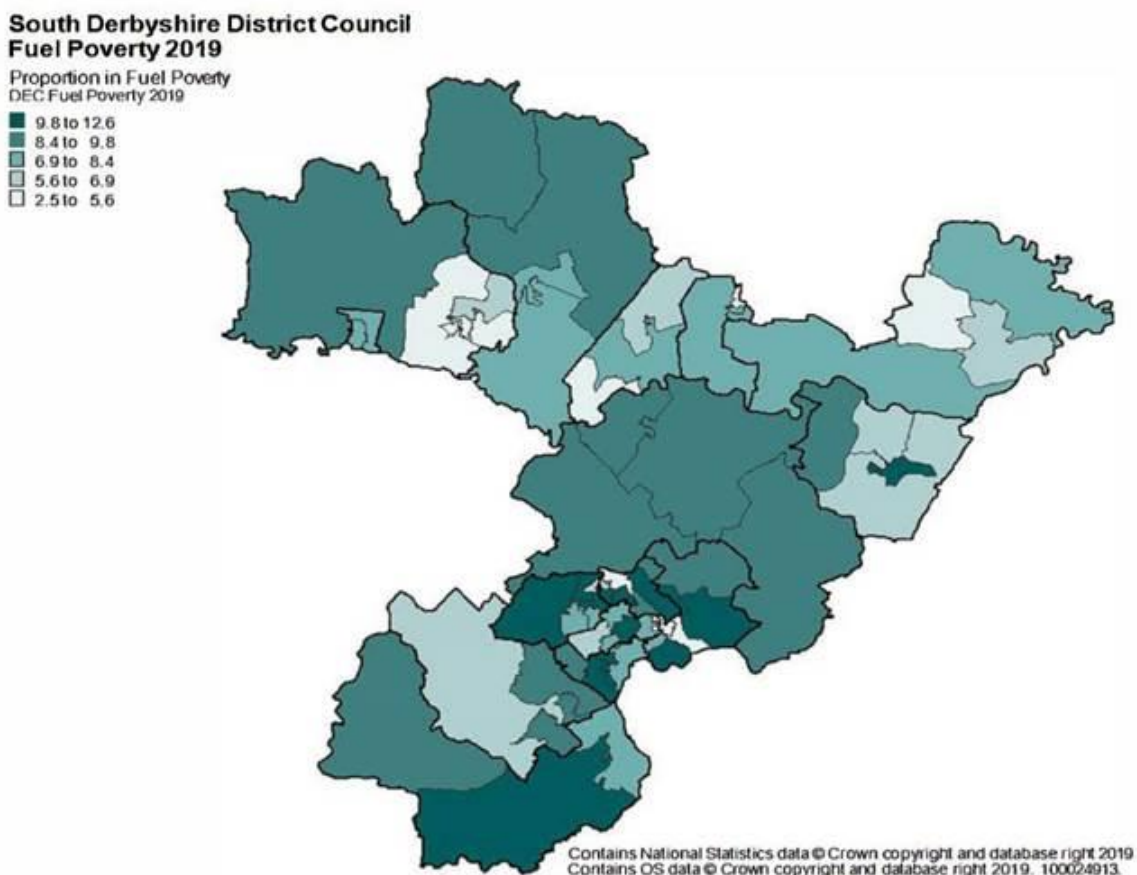 South Derbyshire District Council
Fuel Poverty 2019
Proportion in Fuel Poverty
DEC Fuel Poverty 2019
9.8 to 12.6
8.4 to 9.8
6.9 to 8.4
5.6 to 6.9
2.5 to 5.6
Contains National Statistics data © Crown copyright and database right 2019
Contains OS data © Crown copyright and database right 2019. 100024913.